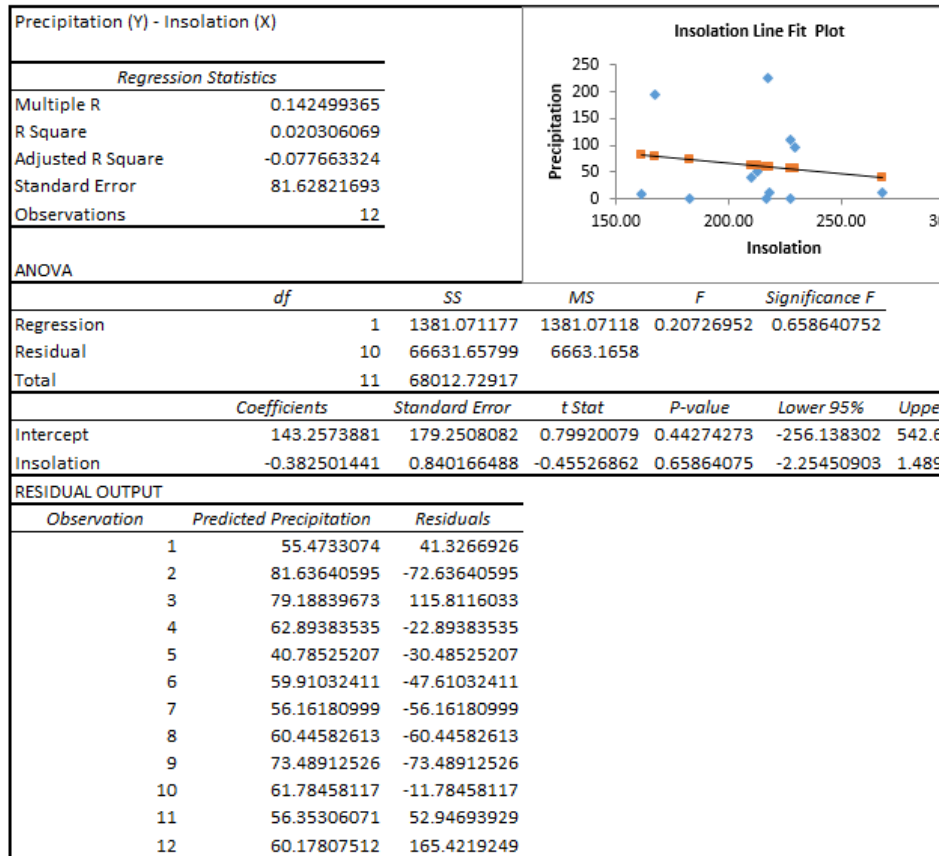 Precipitation (Y) - Insolation (X)
Regression Statistics
Multiple R 0.142499365
R Square 0.020306069
Adjusted R Square -0.077663324
Standard Error 81.62821693
Observations 12
Insolation Line Fit Plot
Precipitation
250
200
150
100
50
0
150.00 200.00 250.00 30
Insolation
ANOVA
df SS MS F Significance F
Regression 1 1381.071177 1381.07118 0.20726952 0.658640752
Residual 10 66631.65799 6663.1658
Total 11 68012.72917
Coefficients Standard Error t Stat P-value Lower 95% Uppe
Intercept 143.2573881 179.2508082 0.79920079 0.44274273 -256.138302 542.6
Insolation -0.382501441 0.840166488 -0.45526862 0.65864075 -2.25450903 1.489
RESIDUAL OUTPUT
Observation Predicted Precipitation Residuals
1 55.4733074 41.3266926
2 81.63640595 -72.63640595
3 79.18839673 115.8116033
4 62.89383535 -22.89383535
5 40.78525207 -30.48525207
6 59.91032411 -47.61032411
7 56.16180999 -56.16180999
8 60.44582613 -60.44582613
9 73.48912526 -73.48912526
10 61.78458117 -11.78458117
11 56.35306071 52.94693929
12 60.17807512 165.4219249